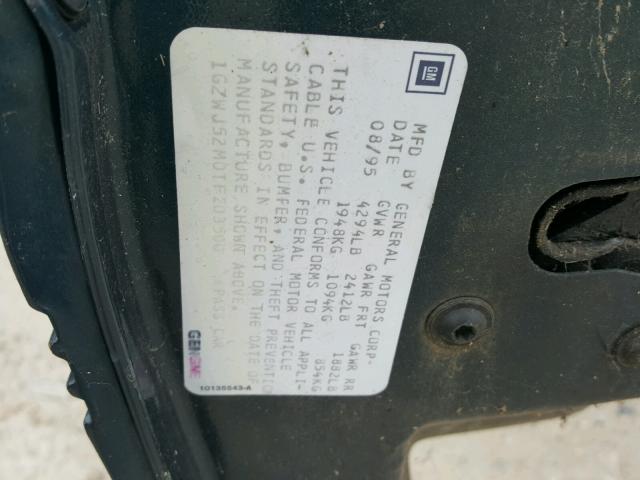 GM
MFD BY GENERAL MOTORS CORP-
DATE GVWR GAWR FRT GAWR RR
08/95 4294LB 2412LB 1882LB
1948KG 1094KG 854KG
THIS VEHICLE CONFORMS TO ALL APPLI-
CABLE U.S. FEDERAL MOTOR VEHICLE
SAFETY, BUMPER, AND THEFT PREVENTION
STANDARDS IN EFFECT ON THE DATE OF
MANUFACTURE SHOWN ABOVE.
PASS CAR
GENUINE
10135543-A